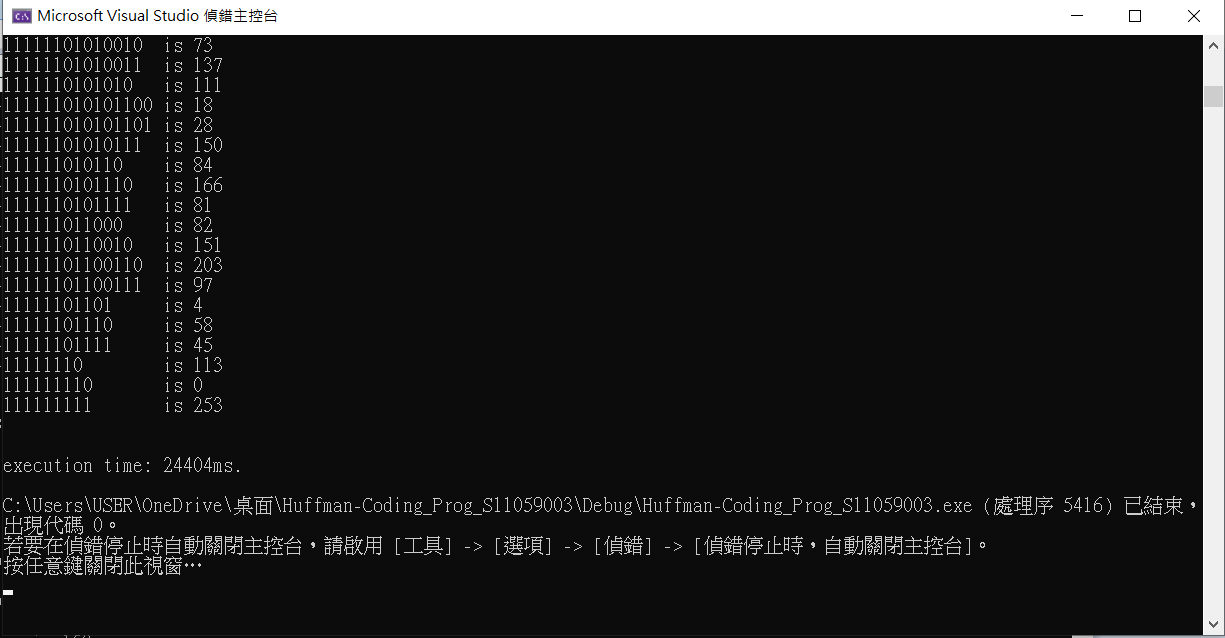 Microsoft Visual Studio 偵錯主控台
11111101010010 is 73
11111101010011 is 137
1111110101010 is 111
111111010101100 is 18
111111010101101 is 28
11111101010111 is 150
111111010110 is 84
1111110101110 is 166
1111110101111 is 81
111111011000 is 82
1111110110010 is 151
11111101100110 is 203
11111101100111 is 97
11111101101 is 4
11111101110 is 58
11111101111 is 45
11111110 is 113
111111110 is 0
111111111 is 253
execution time: 24404ms.
C:\Users\USER\OneDrive\桌面\Huffman-Coding_Prog_S11059003\Debug\Huffman-Coding_Prog_S11059003.exe (處理序 5416) 已結束，
出現代碼 0。
若要在偵錯停止時自動關閉主控台，請啟用 [工具] -> [選項] -> [偵錯] -> [偵錯停止時，自動關閉主控台]。
按任意鍵關閉此視窗…